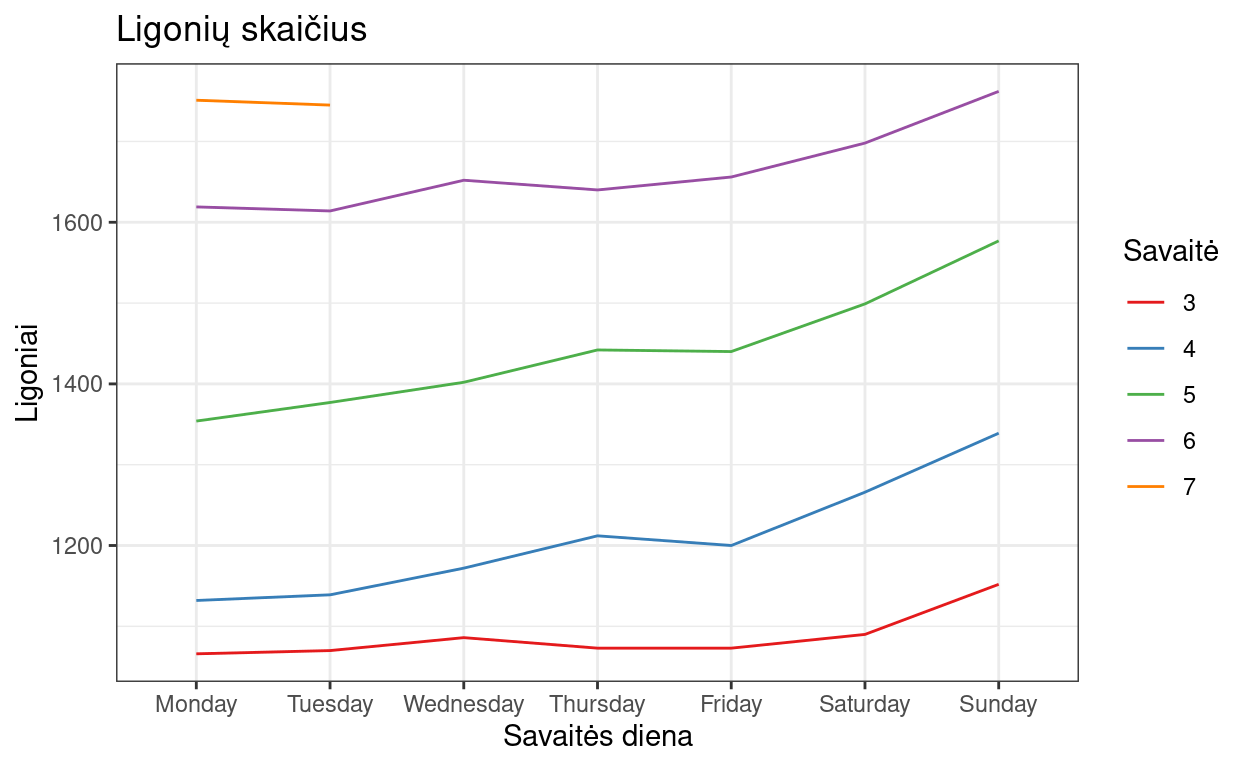 Ligonių skaičius
Ligoniai
1600
1400
1200
Monday Tuesday Wednesday Thursday Friday Saturday Sunday
Savaitės diena
Savaitė
3
4
5
6
7